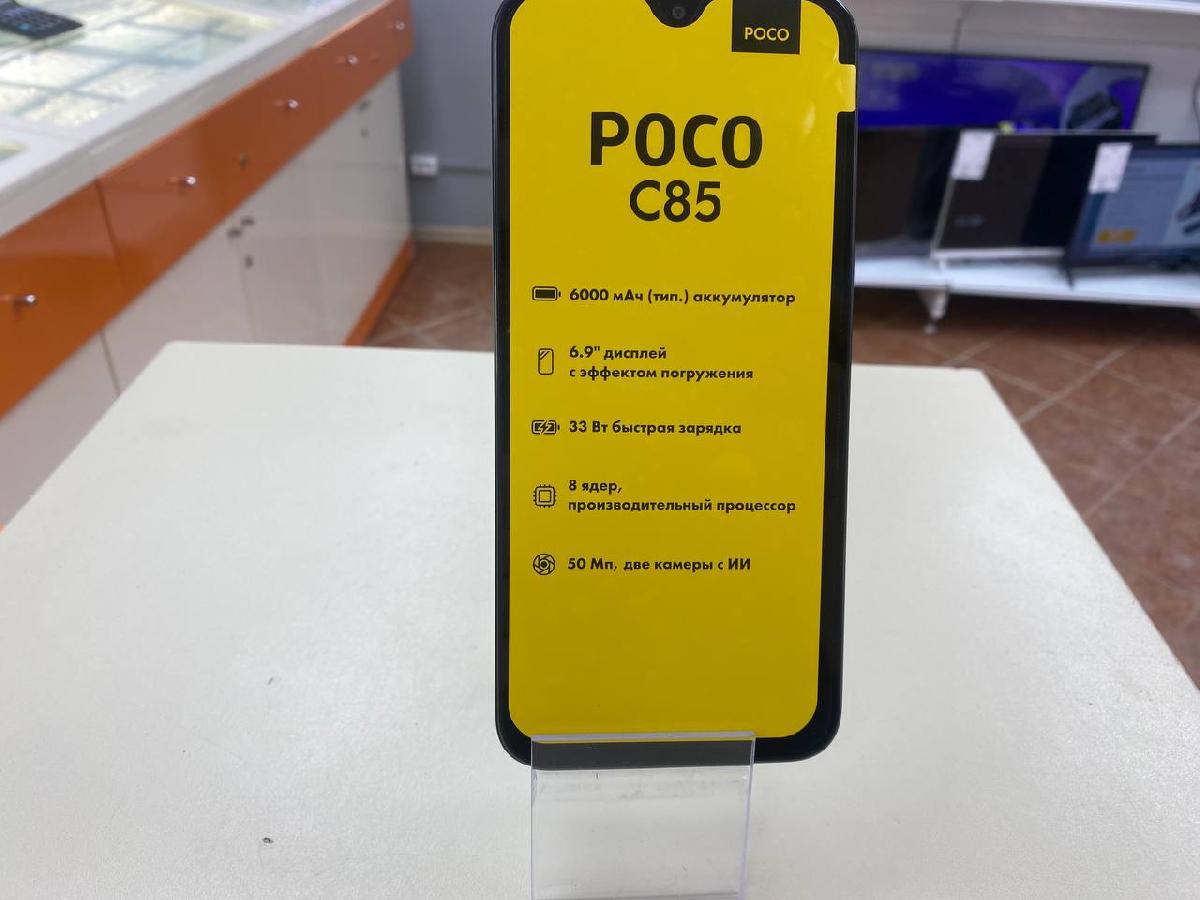 POCO
POCO
C85
6000 мАч (тип.) аккумулятор
6.9" дисплей
с эффектом погружения
33 Вт быстрая зарядка
8 ядер,
производительный процессор
50 Мп, две камеры с ИИ